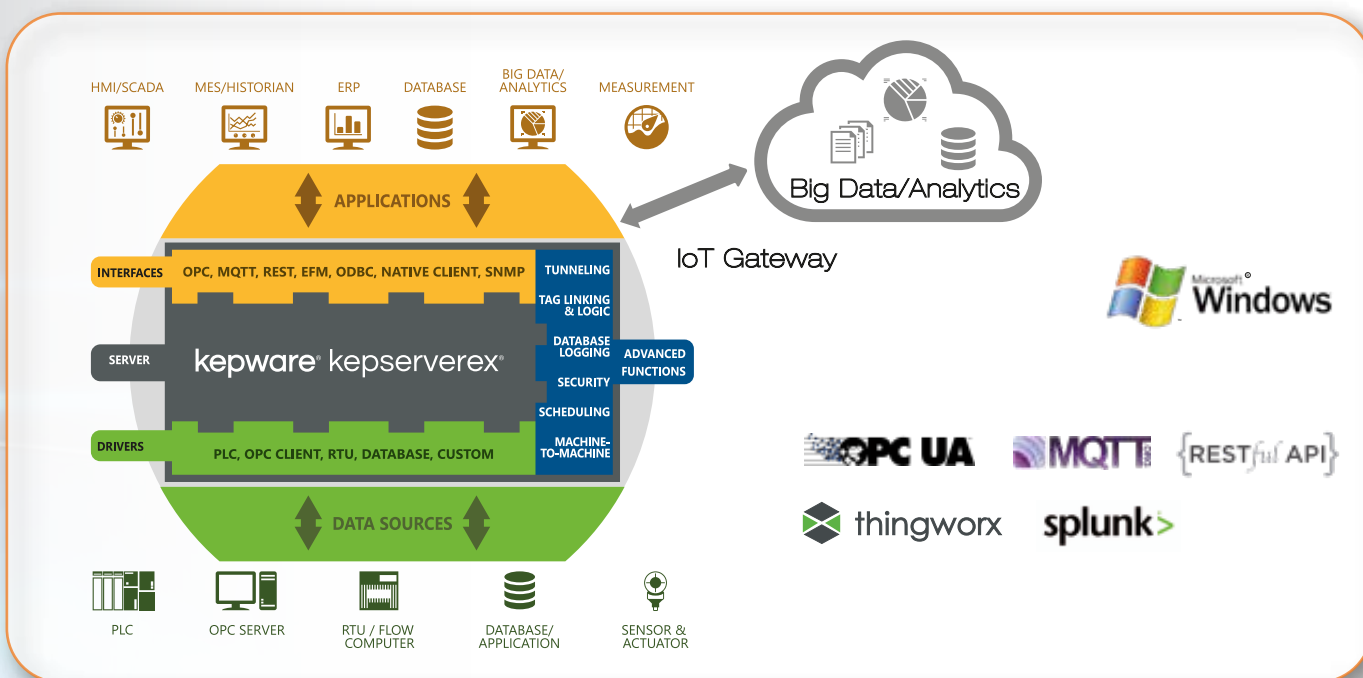 HMI/SCADA
MES/HISTORIAN
ERP
DATABASE
BIG DATA/
ANALYTICS
MEASUREMENT
Big Data/Analytics
APPLICATIONS
IoT Gateway
INTERFACES
OPC, MQTT, REST, EFM, ODBC, NATIVE CLIENT, SNMP
TUNNELING
TAG LINKING
& LOGIC
DATABASE
LOGGING
SECURITY
SCHEDULING
MACHINE-
TO-MACHINE
ADVANCED
FUNCTIONS
SERVER
kepware® kepserverex®
DRIVERS
PLC, OPC CLIENT, RTU, DATABASE, CUSTOM
DATA SOURCES
PLC
OPC SERVER
RTU / FLOW
COMPUTER
DATABASE/
APPLICATION
SENSOR &
ACTUATOR
Microsoft®
Windows
OPC UA
MQTT
{REST ful API}
thingworx
splunk>